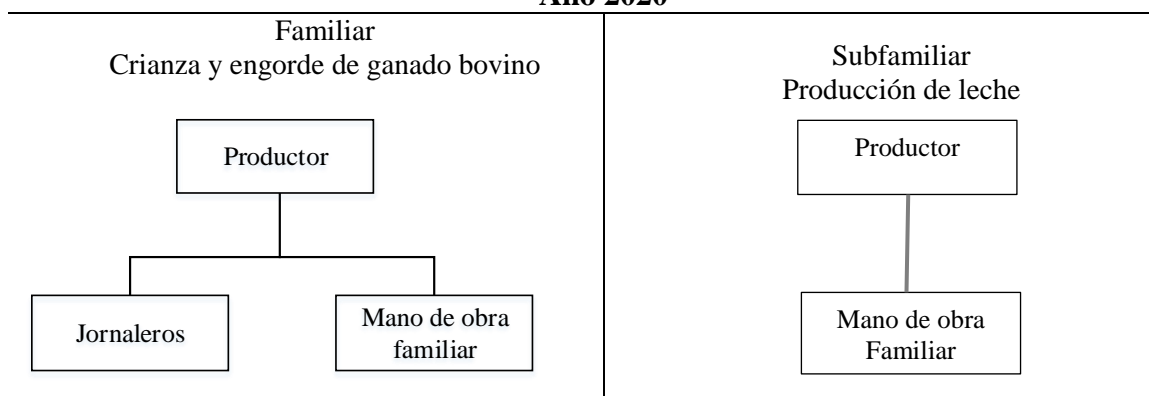 Familiar
Crianza y engorde de ganado bovino
Productor
Jornaleros
Mano de obra
familiar
Subfamiliar
Producción de leche
Productor
Mano de obra
Familiar